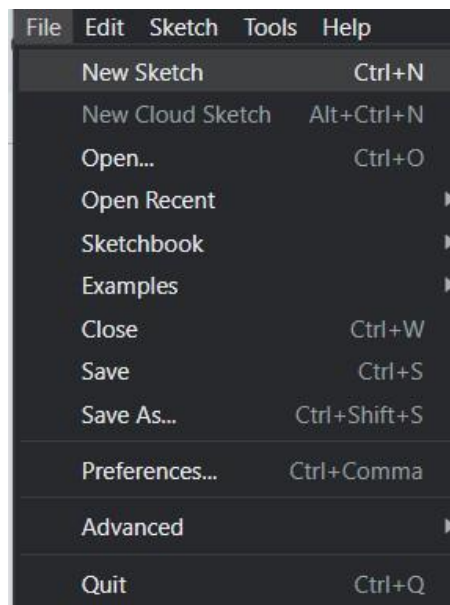 File Edit Sketch Tools Help
New Sketch Ctrl+N
New Cloud Sketch Alt+Ctrl+N
Open... Ctrl+O
Open Recent
Sketchbook
Examples
Close Ctrl+W
Save Ctrl+S
Save As... Ctrl+Shift+S
Preferences... Ctrl+Comma
Advanced
Quit Ctrl+Q